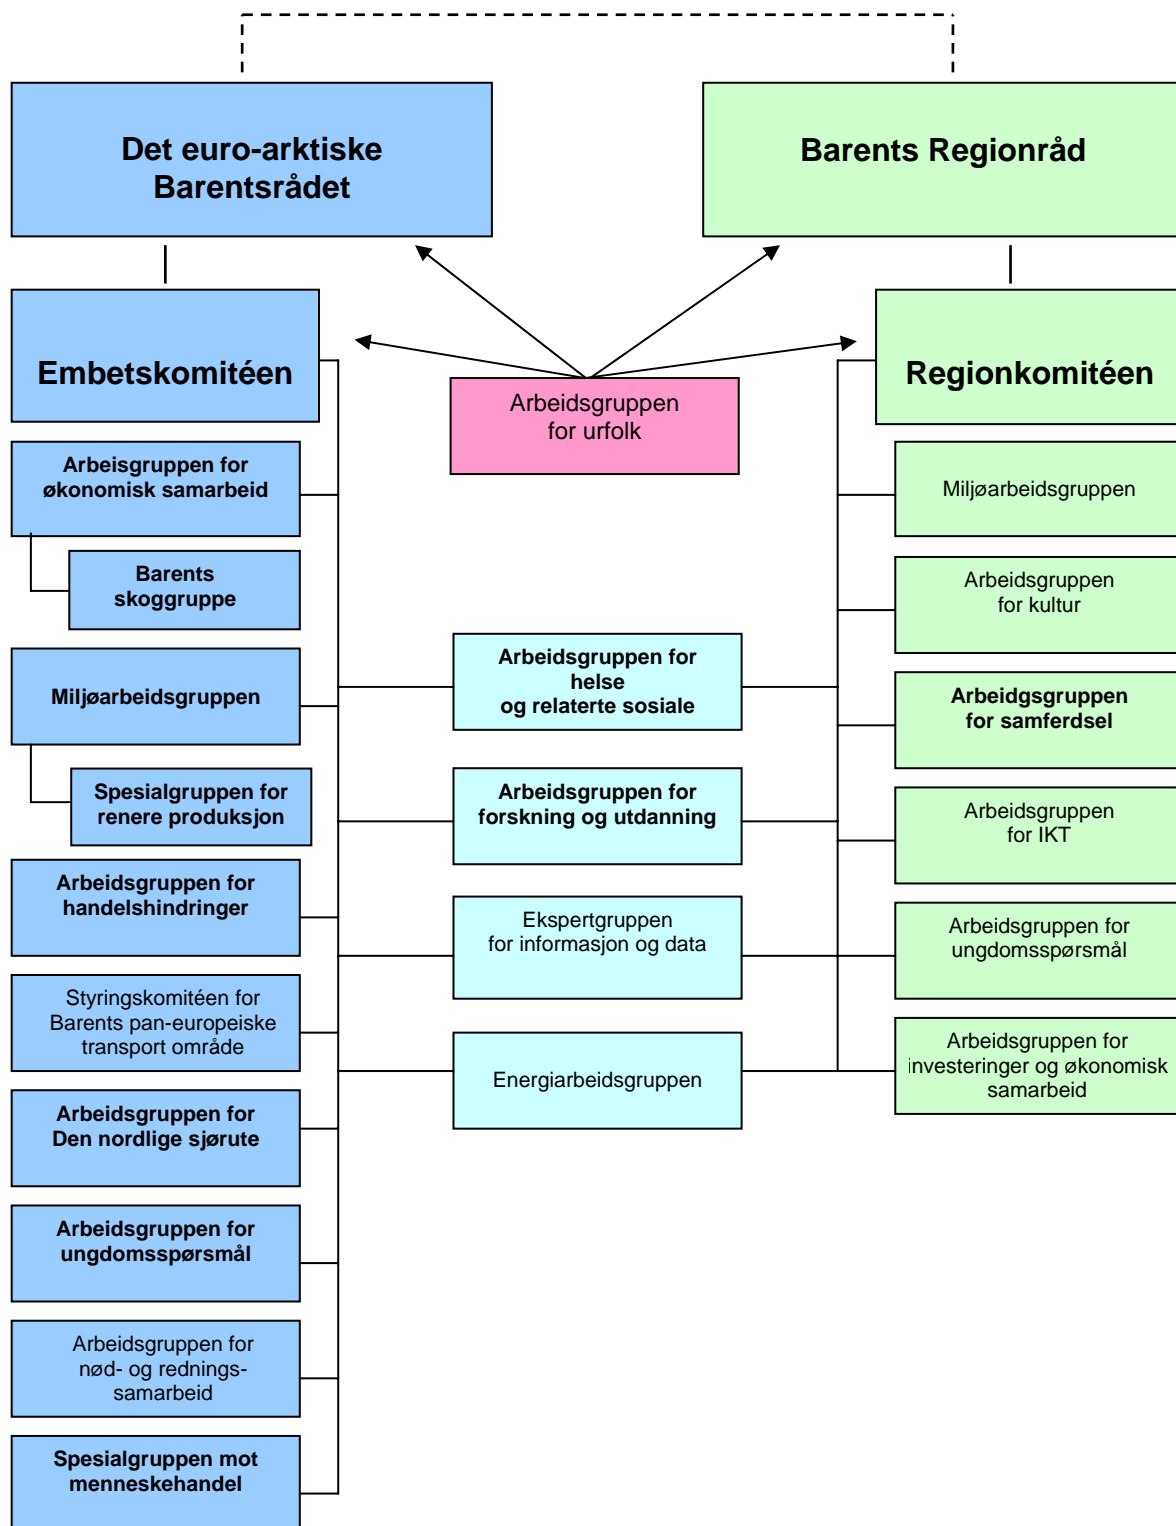 Det euro-arktiske
Barentsrådet
Barents Regionråd
Embetskomitéen
Arbeidsgruppen
for urfolk
Regionkomitéen
Arbeisgruppen for
økonomisk samarbeid
Barents
skoggruppe
Miljøarbeidsgruppen
Spesialgruppen for
renere produksjon
Arbeidsgruppen for
handelshindringer
Styringskomitéen for
Barents pan-europeiske
transport område
Arbeidsgruppen for
Den nordlige sjørute
Arbeidsgruppen for
ungdomsspørsmål
Arbeidsgruppen for
nød- og rednings-
samarbeid
Spesialgruppen mot
menneskehandel
Arbeidsgruppen for
helse
og relaterte sosiale
Arbeidsgruppen for
forskning og utdanning
Ekspertgruppen
for informasjon og data
Energiarbeidsgruppen
Miljøarbeidsgruppen
Arbeidsgruppen
for kultur
Arbeidgsgruppen
for samferdsel
Arbeidsgruppen
for IKT
Arbeidsgruppen for
ungdomsspørsmål
Arbeidsgruppen for
investeringer og økonomisk
samarbeid